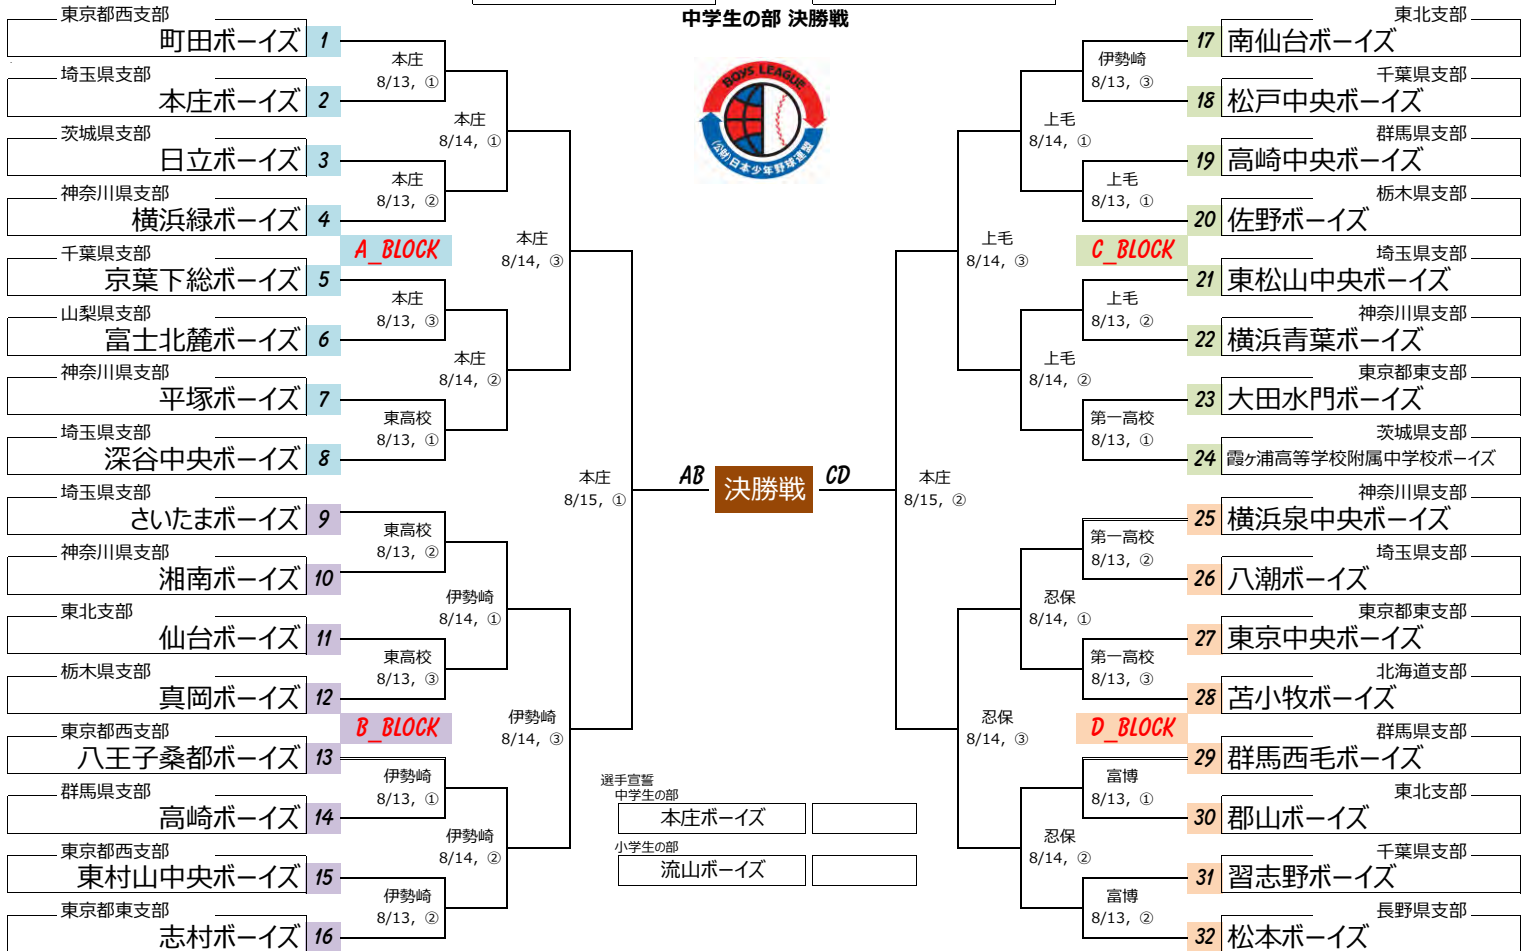 中学生の部 決勝戦
BOYS LEAGUE
(公財)日本少年野球連盟
東京都西支部
町田ボーイズ 1
埼玉県支部
本庄ボーイズ 2
茨城県支部
日立ボーイズ 3
神奈川県支部
横浜緑ボーイズ 4
千葉県支部
京葉下総ボーイズ 5
山梨県支部
富士北麓ボーイズ 6
神奈川県支部
平塚ボーイズ 7
埼玉県支部
深谷中央ボーイズ 8
埼玉県支部
さいたまボーイズ 9
神奈川県支部
湘南ボーイズ 10
東北支部
仙台ボーイズ 11
栃木県支部
真岡ボーイズ 12
東京都西支部
八王子桑都ボーイズ 13
群馬県支部
高崎ボーイズ 14
東京都西支部
東村山中央ボーイズ 15
東京都東支部
志村ボーイズ 16
本庄
8/13, ①
本庄
8/13, ②
A_BLOCK
本庄
8/13, ③
東高校
8/13, ①
東高校
8/13, ②
東高校
8/13, ③
B_BLOCK
伊勢崎
8/13, ①
伊勢崎
8/13, ②
本庄
8/14, ①
本庄
8/14, ②
伊勢崎
8/14, ①
伊勢崎
8/14, ②
本庄
8/14, ③
伊勢崎
8/14, ③
本庄
8/15, ①
AB 決勝戦 CD
本庄
8/15, ②
選手宣誓
中学生の部
本庄ボーイズ
小学生の部
流山ボーイズ
上毛
8/14, ③
忍保
8/14, ③
上毛
8/14, ①
上毛
8/14, ②
忍保
8/14, ①
忍保
8/14, ②
伊勢崎
8/13, ③
上毛
8/13, ①
C_BLOCK
上毛
8/13, ②
第一高校
8/13, ①
第一高校
8/13, ②
第一高校
8/13, ③
D_BLOCK
富博
8/13, ①
富博
8/13, ②
東北支部
17 南仙台ボーイズ
千葉県支部
18 松戸中央ボーイズ
群馬県支部
19 高崎中央ボーイズ
栃木県支部
20 佐野ボーイズ
埼玉県支部
21 東松山中央ボーイズ
神奈川県支部
22 横浜青葉ボーイズ
東京都東支部
23 大田水門ボーイズ
茨城県支部
24 霞ヶ浦高等学校附属中学校ボーイズ
神奈川県支部
25 横浜泉中央ボーイズ
埼玉県支部
26 八潮ボーイズ
東京都東支部
27 東京中央ボーイズ
北海道支部
28 苫小牧ボーイズ
群馬県支部
29 群馬西毛ボーイズ
東北支部
30 郡山ボーイズ
千葉県支部
31 習志野ボーイズ
長野県支部
32 松本ボーイズ